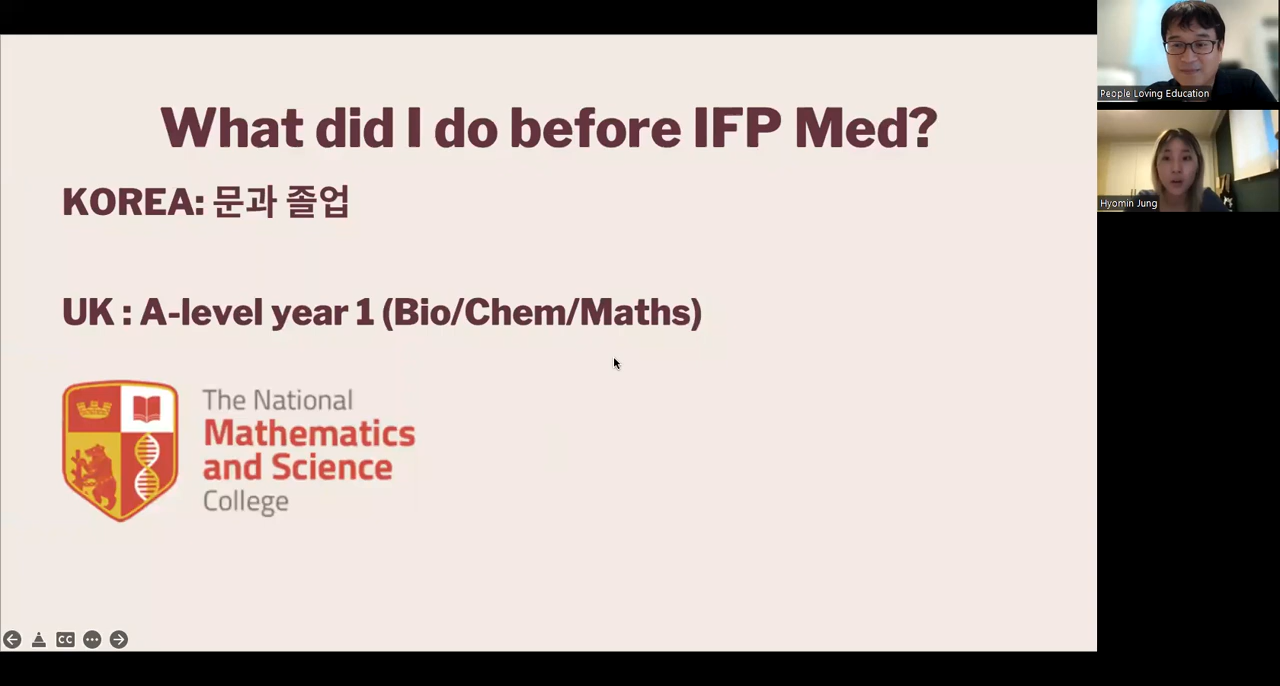 What did I do before IFP Med?
KOREA: 문과 졸업
UK : A-level year 1 (Bio/Chem/Maths)
The National
Mathematics
and Science
College
CC
People Loving Education
Hyomin Jung